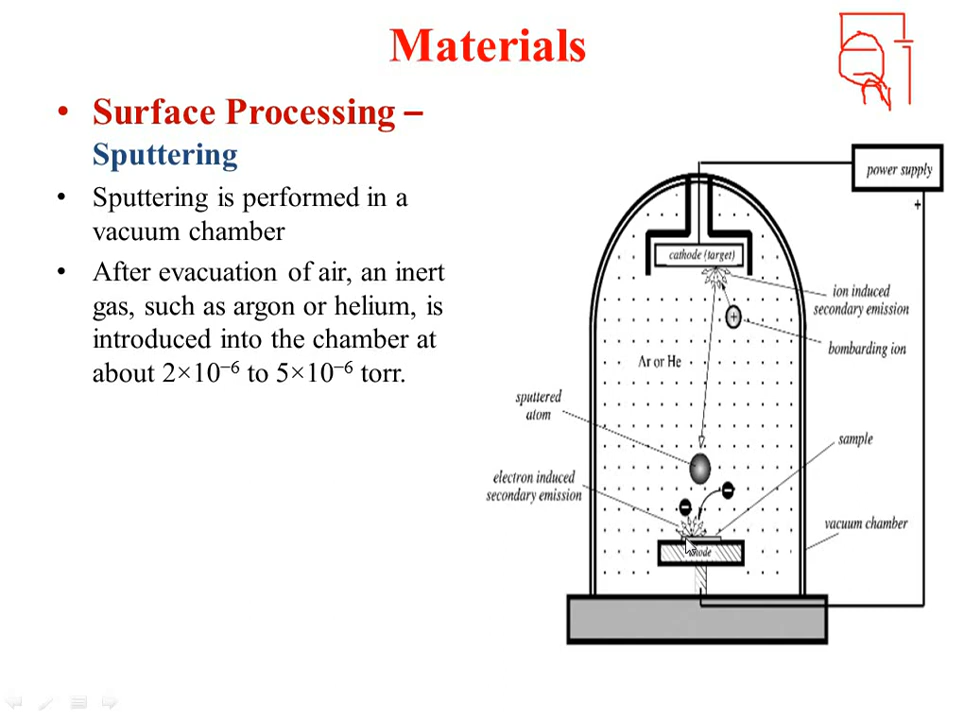 Materials
• Surface Processing –
Sputtering
• Sputtering is performed in a
vacuum chamber
• After evacuation of air, an inert
gas, such as argon or helium, is
introduced into the chamber at
about 2×10⁻⁶ to 5×10⁻⁶ torr.
power supply
+
cathode (target)
ion induced
secondary emission
+
bombarding ion
Ar or He
sputtered
atom
sample
electron induced
secondary emission
vacuum chamber